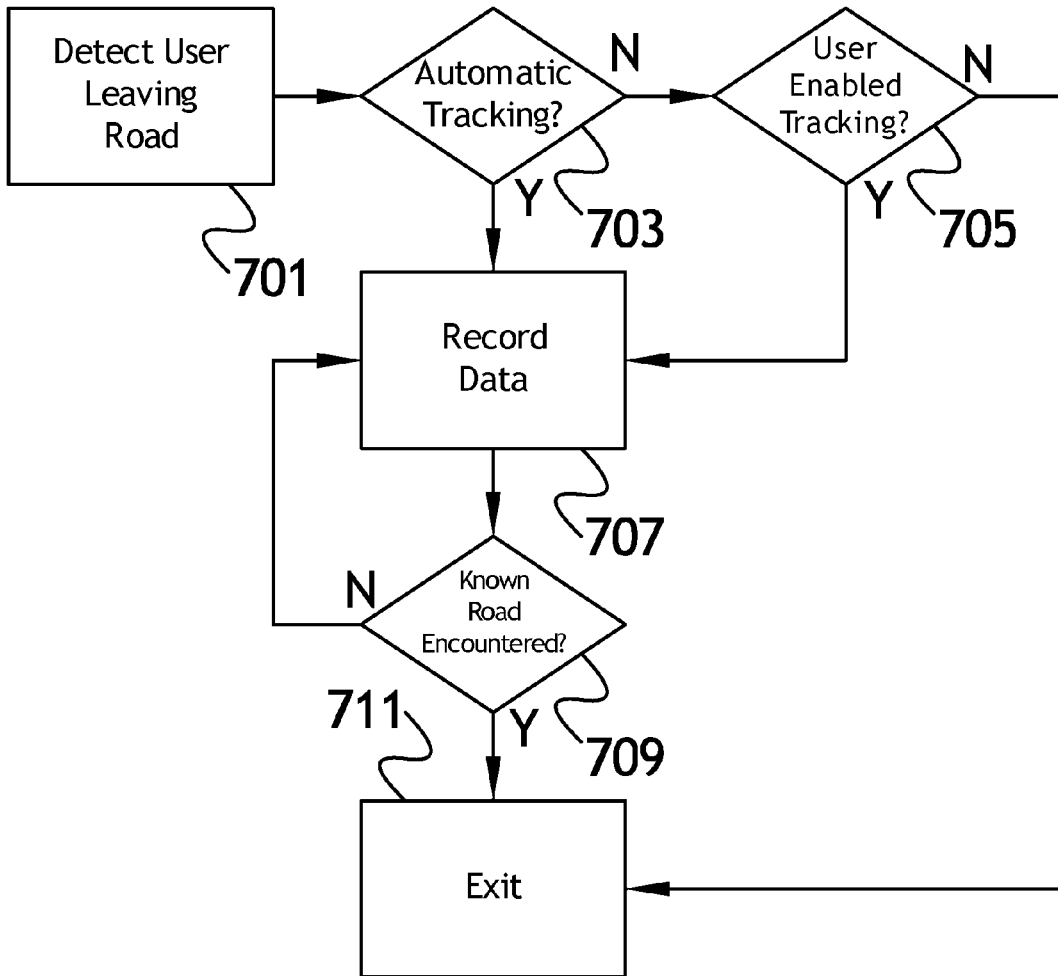 Detect User
Leaving
Road
701
Automatic
Tracking?
N
Y
703
User
Enabled
Tracking?
N
Y
705
Record
Data
707
Known
Road
Encountered?
N
Y
709
711
Exit